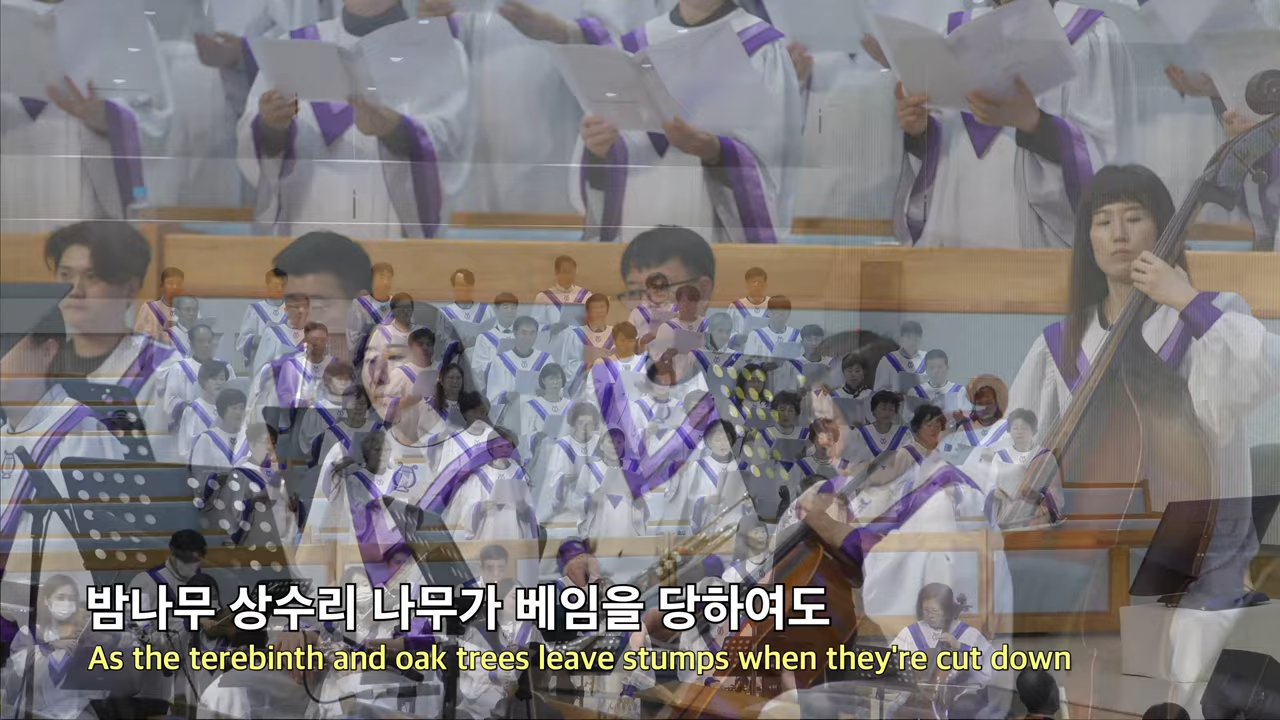 밤나무 상수리 나무가 베임을 당하여도
As the terebinth and oak trees leave stumps when they're cut down